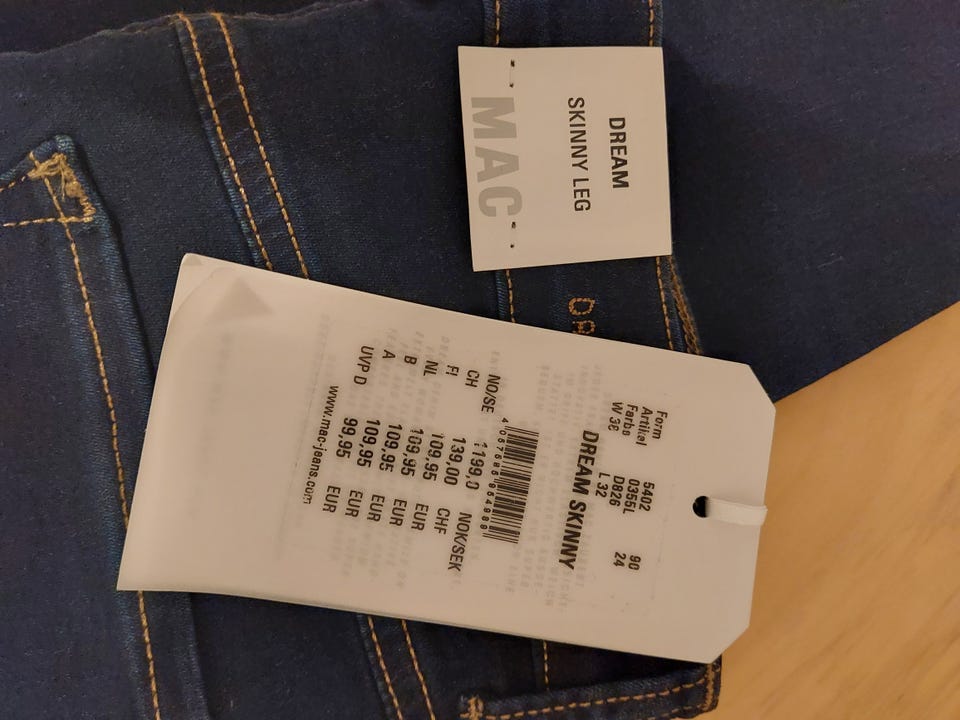 DREAM
SKINNY LEG
MAC
DR
Form 5402 90
Artikel 0355L 24
Farbe D826
W L 32
DREAM SKINNY
NO/SE 1199,0 NOK/SEK
CH 139,00 CHF
FI 109,95 EUR
NL 109,95 EUR
B 109,95 EUR
A 109,95 EUR
UVP D 99,95 EUR
www.mac-jeans.com